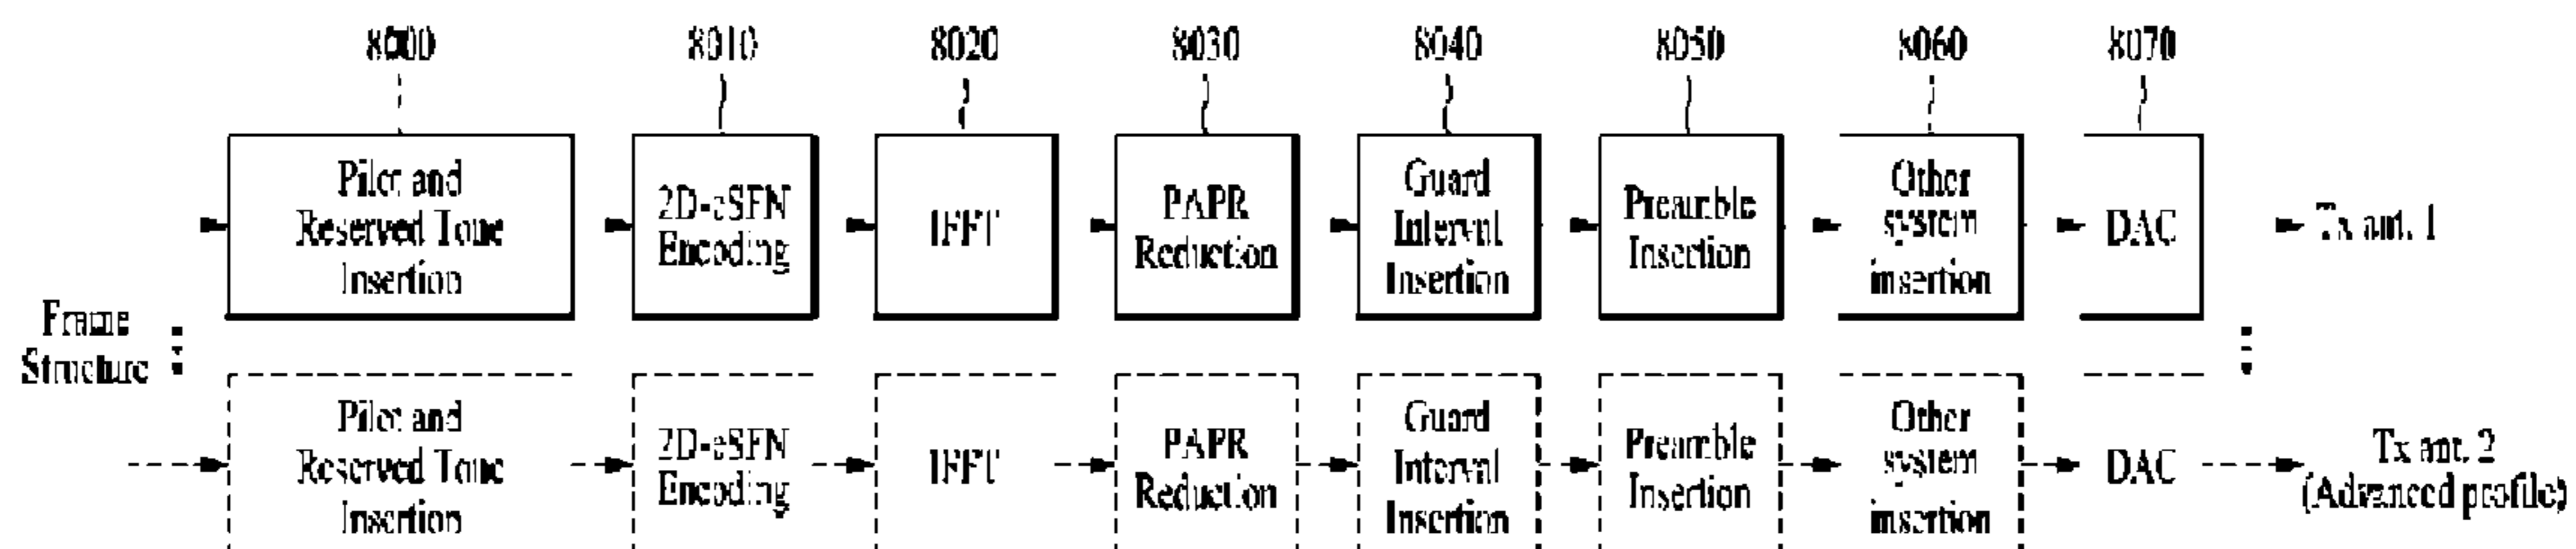 8000 8010 8020 8030 8040 8050 8060 8070
Pilot and
Reserved Tone
Insertion
2D-eSFN
Encoding
IFFT
PAPR
Reduction
Guard
Interval
Insertion
Preamble
Insertion
Other
system
insertion
DAC
Tx ant. 1
Frame
Structure
Pilot and
Reserved Tone
Insertion
2D-eSFN
Encoding
IFFT
PAPR
Reduction
Guard
Interval
Insertion
Preamble
Insertion
Other
system
insertion
DAC
Tx ant. 2
(Advanced profile)